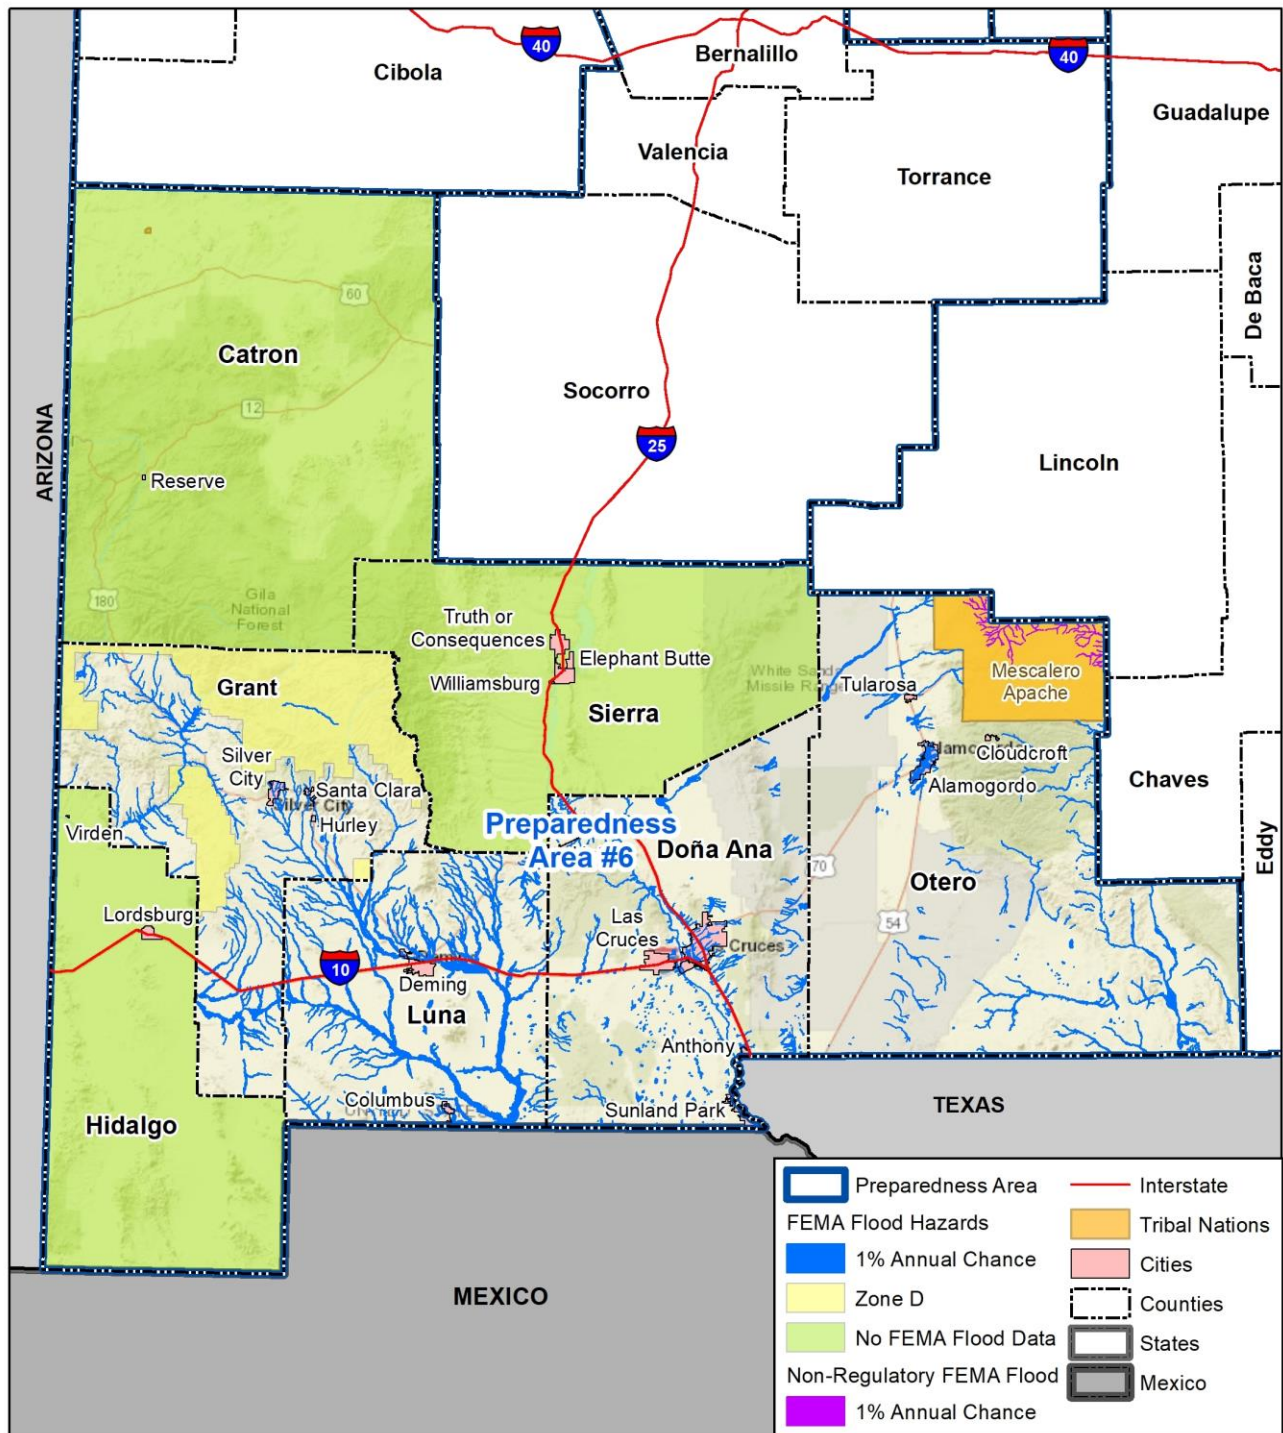 40
Bernalillo
40
Cibola
Guadalupe
Valencia
Torrance
De Baca
60
Catron
Socorro
12
ARIZONA
25
Lincoln
Reserve
180
Gila
National
Forest
Truth or
Consequences
Elephant Butte
White Sand
Missile Range
Mescalero
Apache
Grant
Williamsburg
Tularosa
Sierra
Cloudcroft
Silver
City
Alamogordo
Chaves
Santa Clara
Silver City
Hurley
Virden
Preparedness
Area #6
Doña Ana
Eddy
70
Otero
Lordsburg
Las
Cruces
54
Cruces
10
Deming
Luna
Anthony
Columbus
Sunland Park
TEXAS
Hidalgo
MEXICO
Preparedness Area
FEMA Flood Hazards
1% Annual Chance
Zone D
No FEMA Flood Data
Non-Regulatory FEMA Flood
1% Annual Chance
Interstate
Tribal Nations
Cities
Counties
States
Mexico